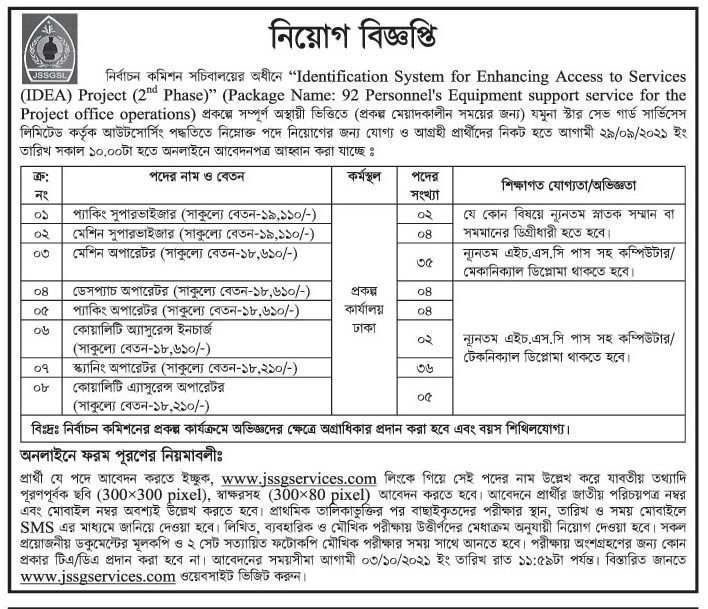 নিয়োগ বিজ্ঞপ্তি
JSSGSL
নির্বাচন কমিশন সচিবালয়ের অধীনে “Identification System for Enhancing Access to Services
(IDEA) Project (2nd Phase)” (Package Name: 92 Personnel's Equipment support service for the
Project office operations) প্রকল্পে সম্পূর্ণ অস্থায়ী ভিত্তিতে (প্রকল্প মেয়াদকালীন সময়ের জন্য) যমুনা স্টার সেভ গার্ড সার্ভিসেস
লিমিটেড কর্তৃক আউটসোর্সিং পদ্ধতিতে নিম্নোক্ত পদে নিয়োগের জন্য যোগ্য ও আগ্রহী প্রার্থীদের নিকট হতে আগামী ২৯/০৯/২০২১ ইং
তারিখ সকাল ১০.০০টা হতে অনলাইনে আবেদনপত্র আহ্বান করা যাচ্ছে ঃ
ক্র: নং পদের নাম ও বেতন কর্মস্থল পদের সংখ্যা শিক্ষাগত যোগ্যতা/অভিজ্ঞতা
০১ প্যাকিং সুপারভাইজার (সাকুল্যে বেতন-১৯,১১০/-) ০২ যে কোন বিষয়ে ন্যূনতম স্নাতক সম্মান বা
০২ মেশিন সুপারভাইজার (সাকুল্যে বেতন-১৯,১১০/-) ০৪ সমমানের ডিগ্রীধারী হতে হবে।
০৩ মেশিন অপারেটর (সাকুল্যে বেতন-১৮,৬১০/-) ৩৫ ন্যূনতম এইচ.এস.সি পাস সহ কম্পিউটার/
মেকানিক্যাল ডিপ্লোমা থাকতে হবে।
প্রকল্প
কার্যালয়
ঢাকা
০৪ ডেসপ্যাচ অপারেটর (সাকুল্যে বেতন-১৮,৬১০/-) ০৪
০৫ প্যাকিং অপারেটর (সাকুল্যে বেতন-১৮,৬১০/-) ০৪
০৬ কোয়ালিটি অ্যাসুরেন্স ইনচার্জ
(সাকুল্যে বেতন-১৮,৬১০/-) ০২ ন্যূনতম এইচ.এস.সি পাস সহ কম্পিউটার/
টেকনিক্যাল ডিপ্লোমা থাকতে হবে।
০৭ স্ক্যানিং অপারেটর (সাকুল্যে বেতন-১৮,২১০/-) ৩৬
০৮ কোয়ালিটি এ্যাসুরেন্স অপারেটর
(সাকুল্যে বেতন-১৮,২১০/-) ০৫
বিঃদ্রঃ নির্বাচন কমিশনের প্রকল্প কার্যক্রমে অভিজ্ঞদের ক্ষেত্রে অগ্রাধিকার প্রদান করা হবে এবং বয়স শিথিলযোগ্য।
অনলাইনে ফরম পূরণের নিয়মাবলীঃ
প্রার্থী যে পদে আবেদন করতে ইচ্ছুক, www.jssgservices.com লিংকে গিয়ে সেই পদের নাম উল্লেখ করে যাবতীয় তথ্যাদি
পূরণপূর্বক ছবি (300×300 pixel), স্বাক্ষরসহ (300×80 pixel) আবেদন করতে হবে। আবেদনে প্রার্থীর জাতীয় পরিচয়পত্র নম্বর
এবং মোবাইল নম্বর অবশ্যই উল্লেখ করতে হবে। প্রাথমিক তালিকাভুক্তির পর বাছাইকৃতদের পরীক্ষার স্থান, তারিখ ও সময় মোবাইলে
SMS এর মাধ্যমে জানিয়ে দেওয়া হবে। লিখিত, ব্যবহারিক ও মৌখিক পরীক্ষায় উত্তীর্ণদের মেধাক্রম অনুযায়ী নিয়োগ দেওয়া হবে। সকল
প্রয়োজনীয় ডকুমেন্টের মূলকপি ও ২ সেট সত্যায়িত ফটোকপি মৌখিক পরীক্ষার সময় সাথে আনতে হবে। পরীক্ষায় অংশগ্রহণের জন্য কোন
প্রকার টিএ/ডিএ প্রদান করা হবে না। আবেদনের সময়সীমা আগামী ০৩/১০/২০২১ ইং তারিখ রাত ১১:৫৯টা পর্যন্ত। বিস্তারিত জানতে
www.jssgservices.com ওয়েবসাইট ভিজিট করুন।